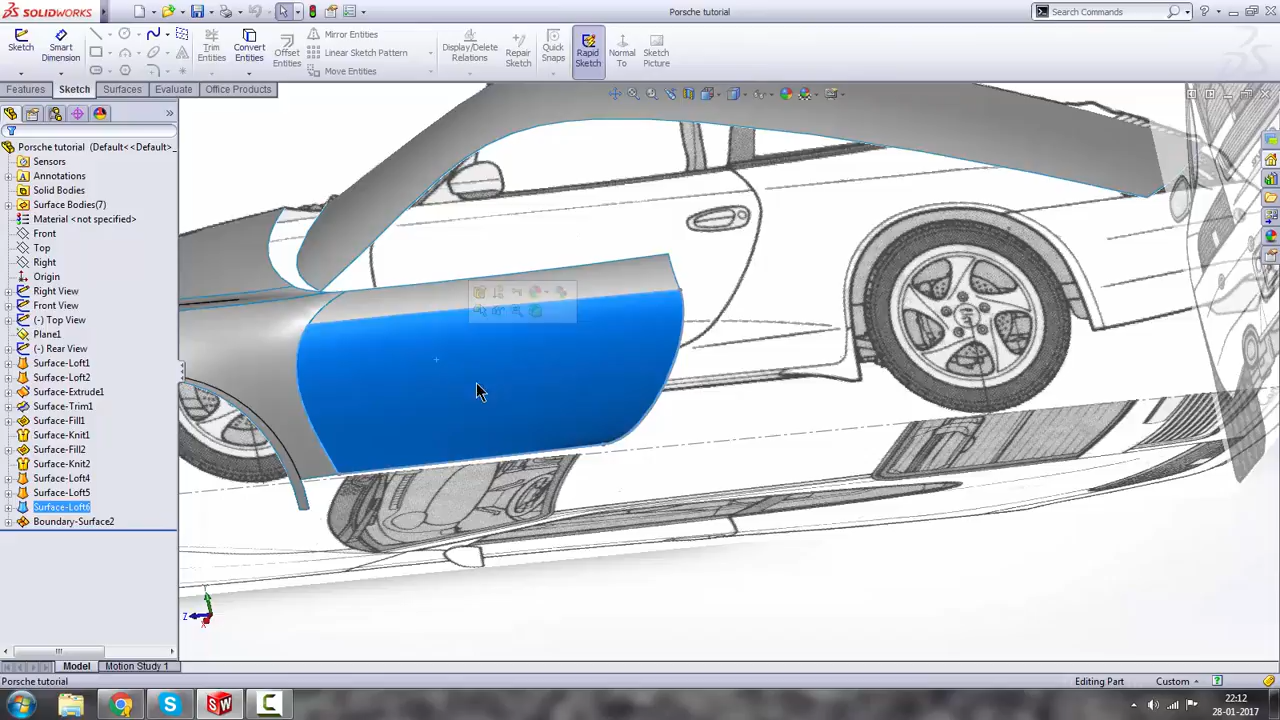 SOLIDWORKS
Porsche tutorial
Search Commands
Sketch
Smart Dimension
Trim Entities
Convert Entities
Offset Entities
Mirror Entities
Linear Sketch Pattern
Move Entities
Display/Delete Relations
Repair Sketch
Quick Snaps
Rapid Sketch
Normal To
Sketch Picture
Features
Sketch
Surfaces
Evaluate
Office Products
Porsche tutorial (Default<<Default>_
Sensors
Annotations
Solid Bodies
Surface Bodies(7)
Material <not specified>
Front
Top
Right
Origin
Right View
Front View
(-) Top View
Plane1
(-) Rear View
Surface-Loft1
Surface-Loft2
Surface-Extrude1
Surface-Trim1
Surface-Fill1
Surface-Knit1
Surface-Fill2
Surface-Knit2
Surface-Loft4
Surface-Loft5
Surface-Loft6
Boundary-Surface2
Y
Z
X
Model
Motion Study 1
Porsche tutorial
Editing Part
Custom
22:12
28-01-2017